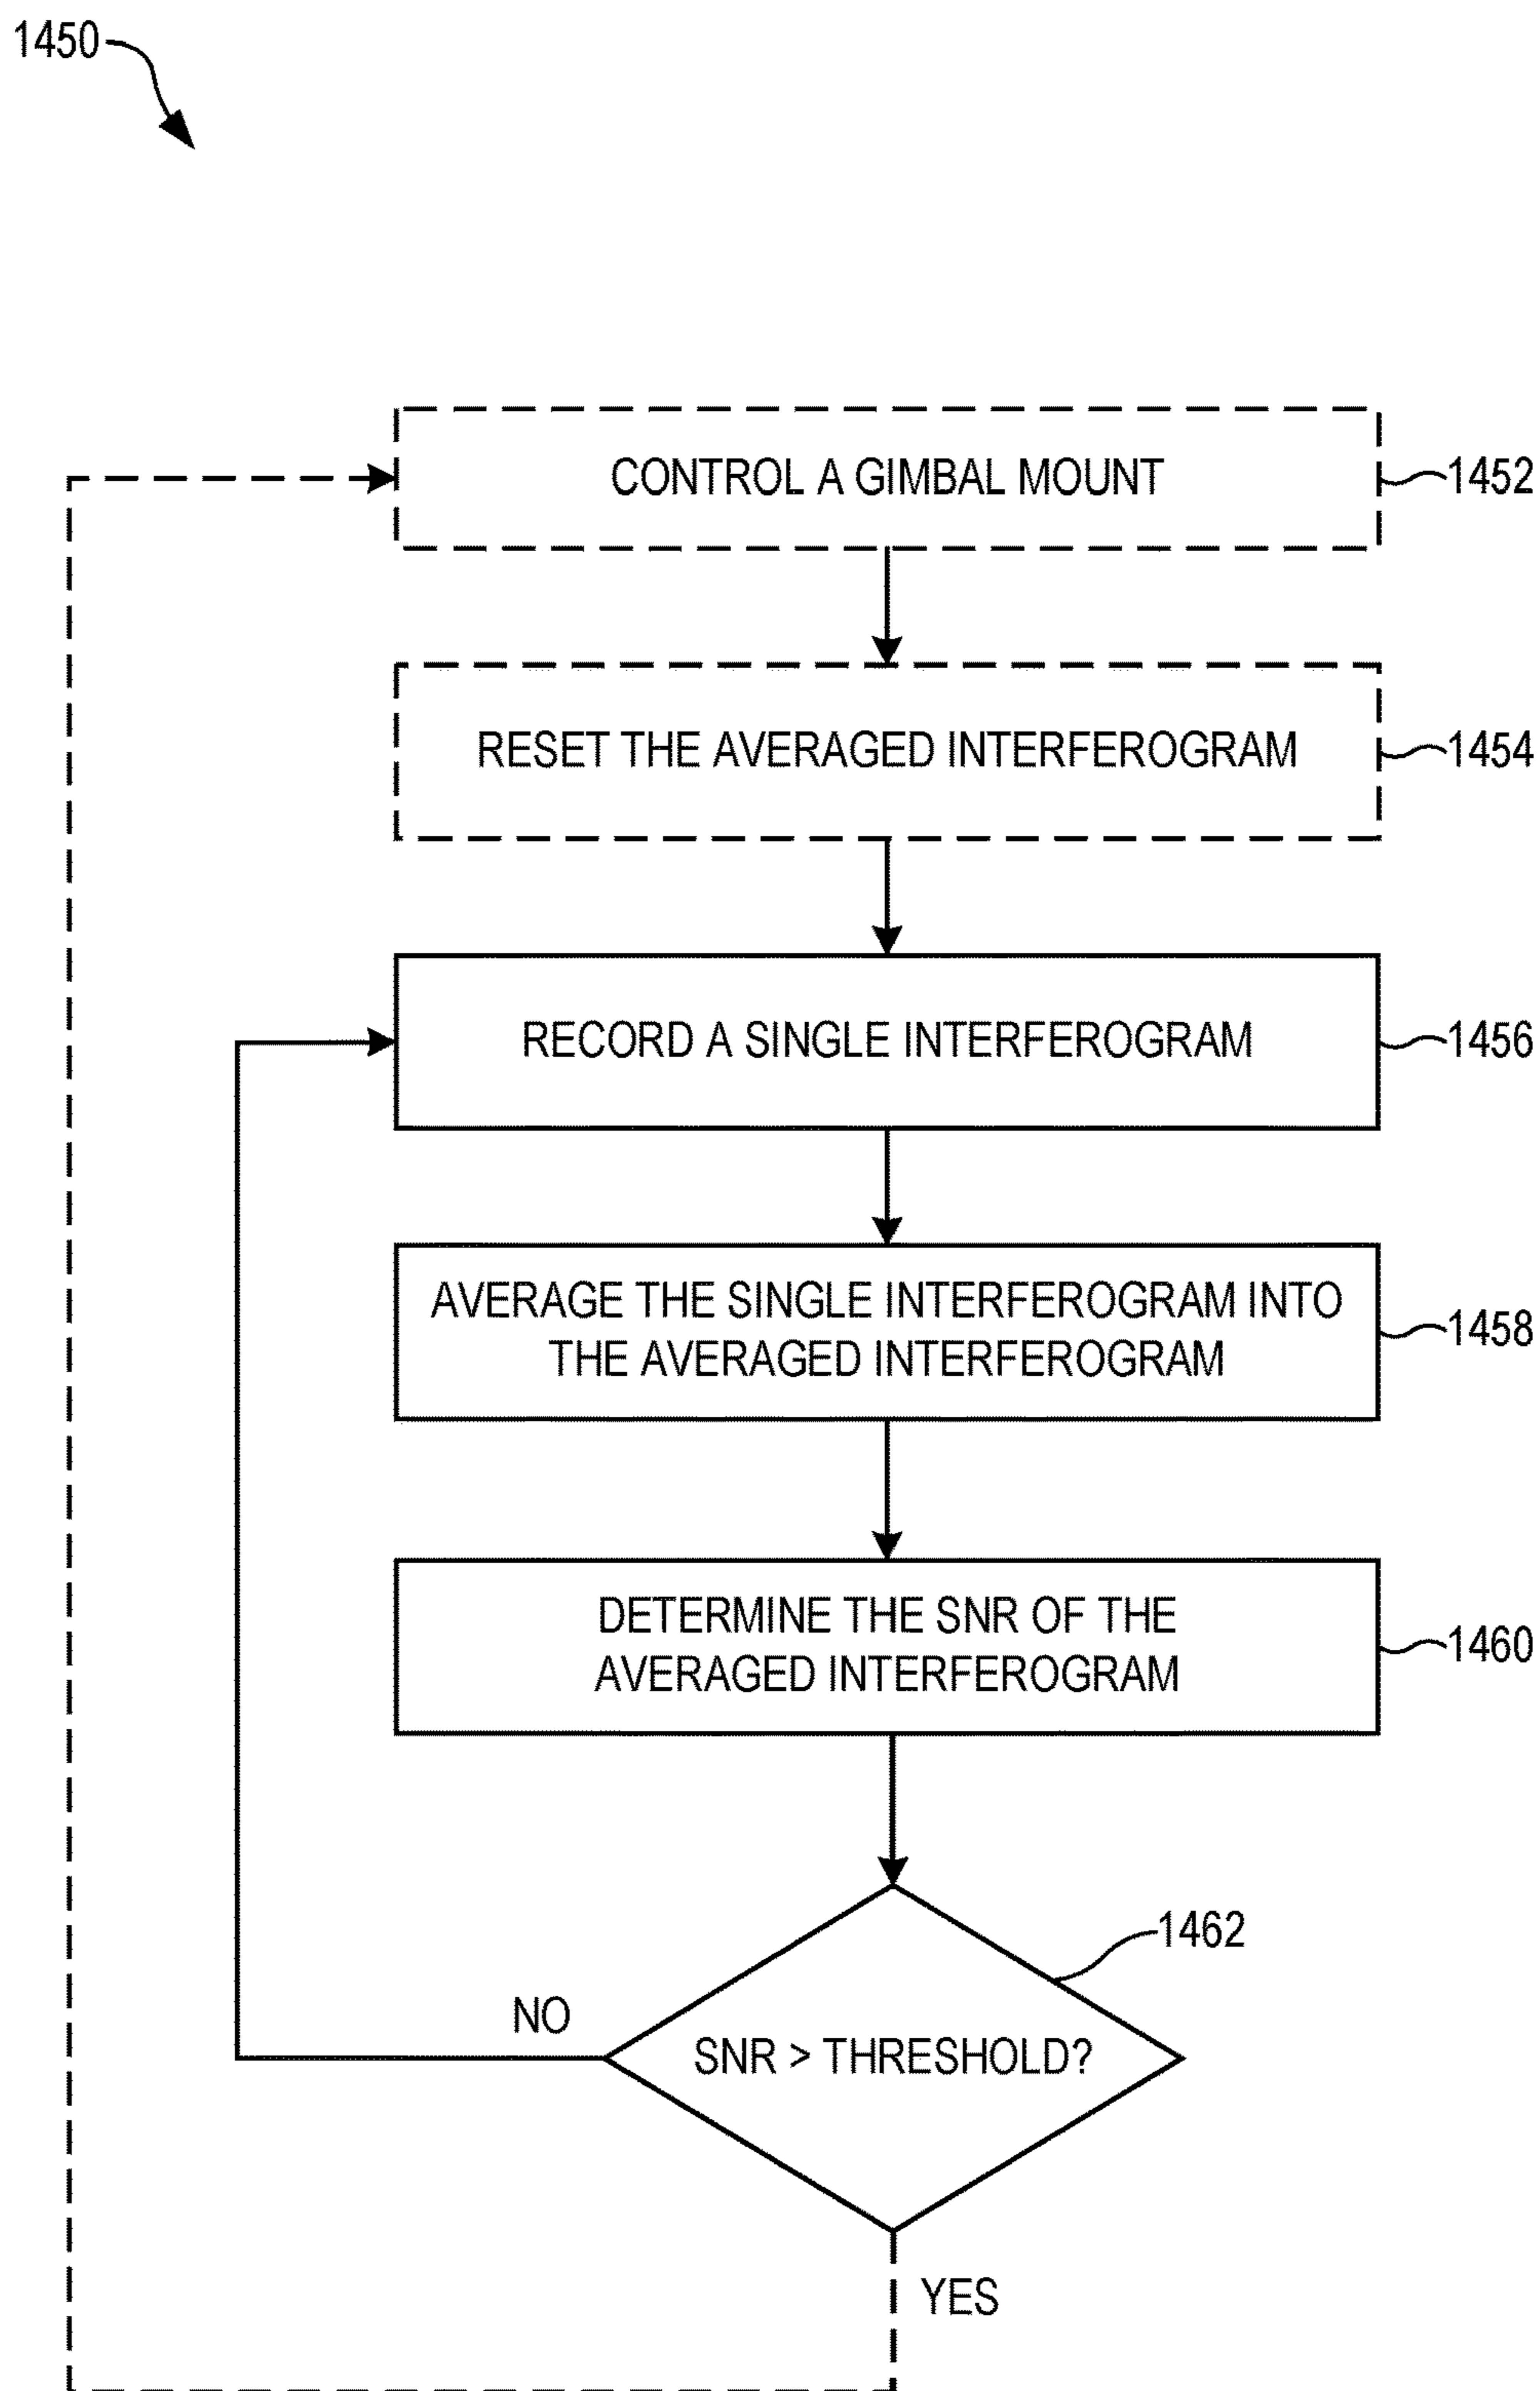 1450
CONTROL A GIMBAL MOUNT
1452
RESET THE AVERAGED INTERFEROGRAM
1454
RECORD A SINGLE INTERFEROGRAM
1456
AVERAGE THE SINGLE INTERFEROGRAM INTO
THE AVERAGED INTERFEROGRAM
1458
DETERMINE THE SNR OF THE
AVERAGED INTERFEROGRAM
1460
1462
NO
SNR > THRESHOLD?
YES